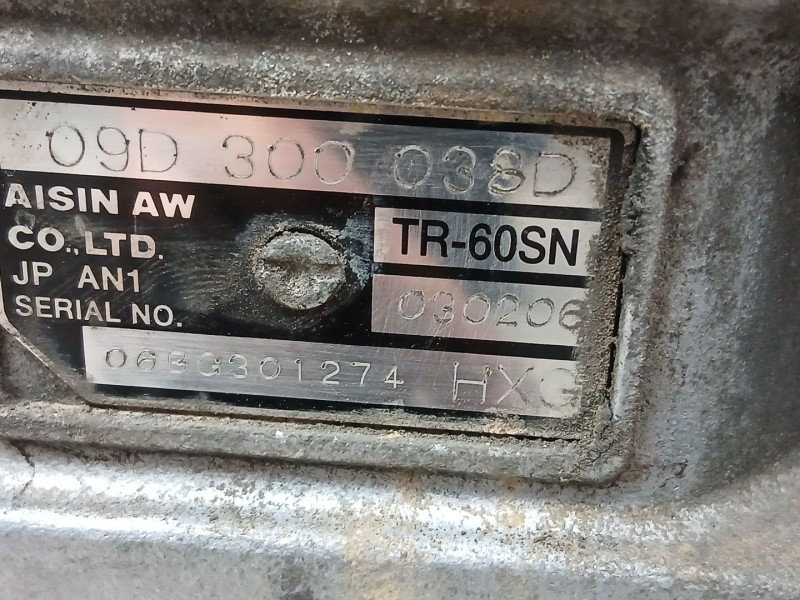 09D 300 038D
AISIN AW
CO.,LTD.
TR-60SN
JP AN1
030206
SERIAL NO.
06BG301274 HXG